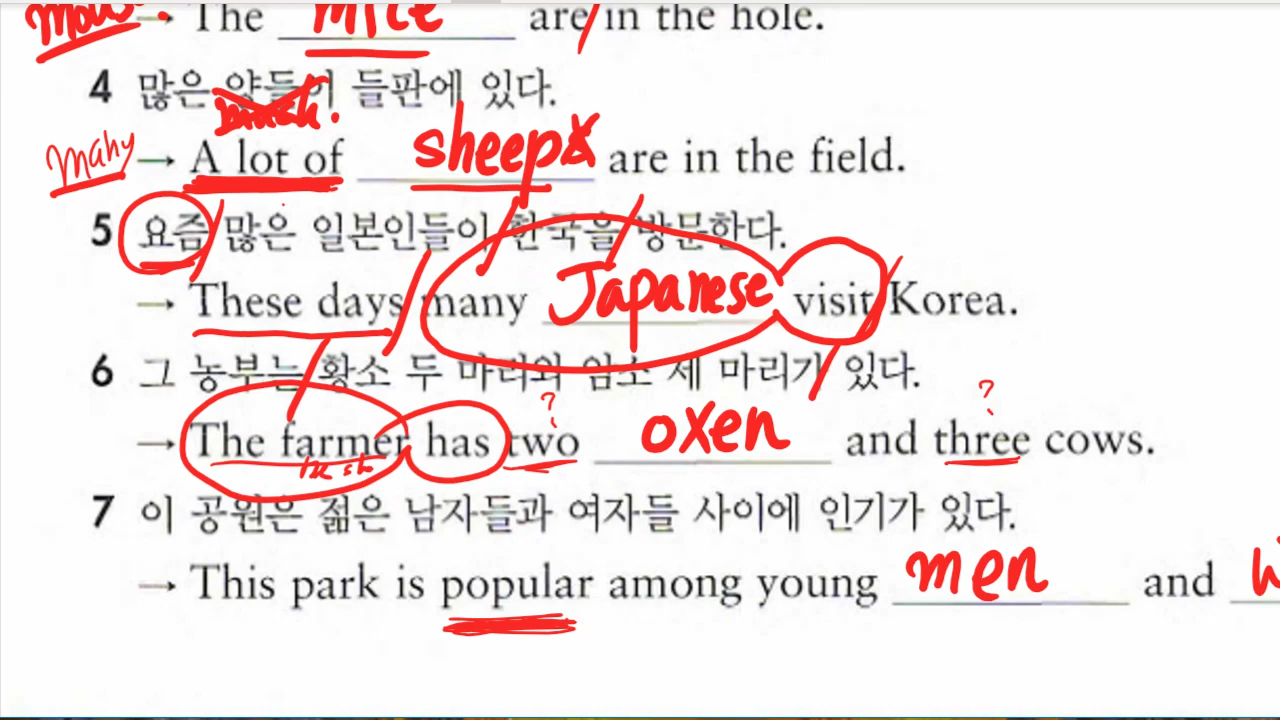 mouse → The mice are in the hole.
4 많은 양들이 들판에 있다.
much.
many → A lot of sheep are in the field.
5 요즘 많은 일본인들이 한국을 방문한다.
→ These days many Japanese visit Korea.
6 그 농부는 황소 두 마리와 암소 세 마리가 있다.
? ?
→ The farmer has two oxen and three cows.
7 이 공원은 젊은 남자들과 여자들 사이에 인기가 있다.
→ This park is popular among young men and